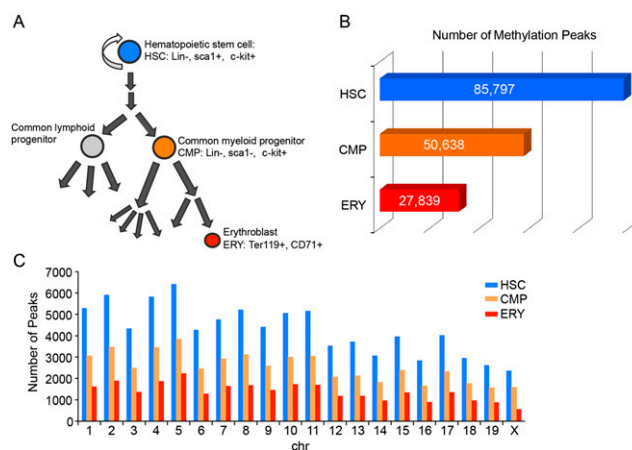 A
Hematopoietic stem cell:
HSC: Lin-, sca1+, c-kit+
Common lymphoid
progenitor
Common myeloid progenitor
CMP: Lin-, sca1-, c-kit+
Erythroblast
ERY: Ter119+, CD71+
B
Number of Methylation Peaks
HSC
85,797
CMP
50,638
ERY
27,839
C
Number of Peaks
7000
6000
5000
4000
3000
2000
1000
0
HSC
CMP
ERY
1 2 3 4 5 6 7 8 9 10 11 12 13 14 15 16 17 18 19 X
chr